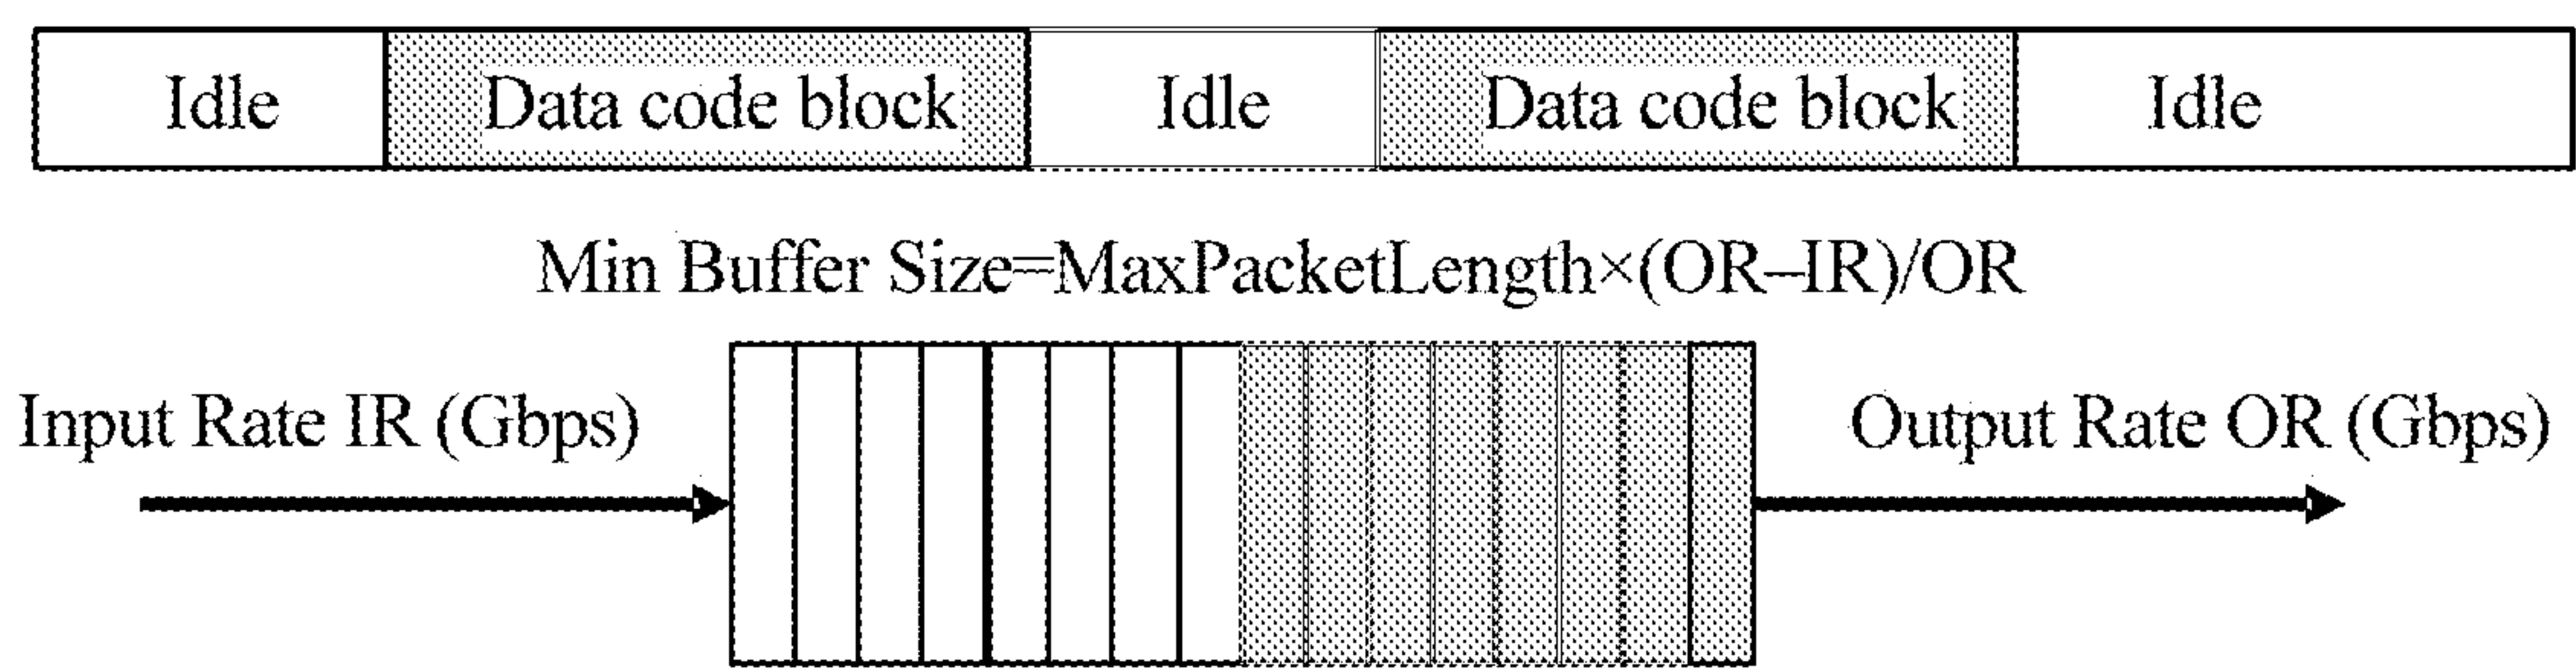 Idle Data code block Idle Data code block Idle
Min Buffer Size=MaxPacketLength×(OR–IR)/OR
Input Rate IR (Gbps) Output Rate OR (Gbps)